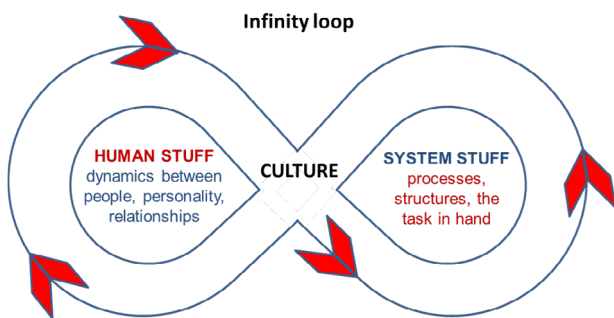 Infinity loop
HUMAN STUFF
dynamics between
people, personality,
relationships
CULTURE
SYSTEM STUFF
processes,
structures, the
task in hand